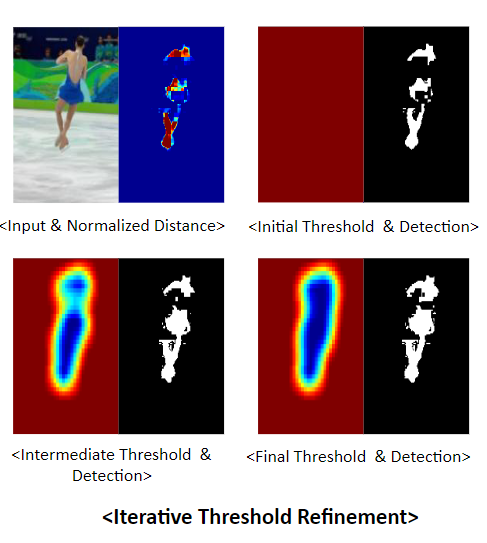 <Input & Normalized Distance>
<Initial Threshold & Detection>
<Intermediate Threshold &
Detection>
<Final Threshold & Detection>
<Iterative Threshold Refinement>